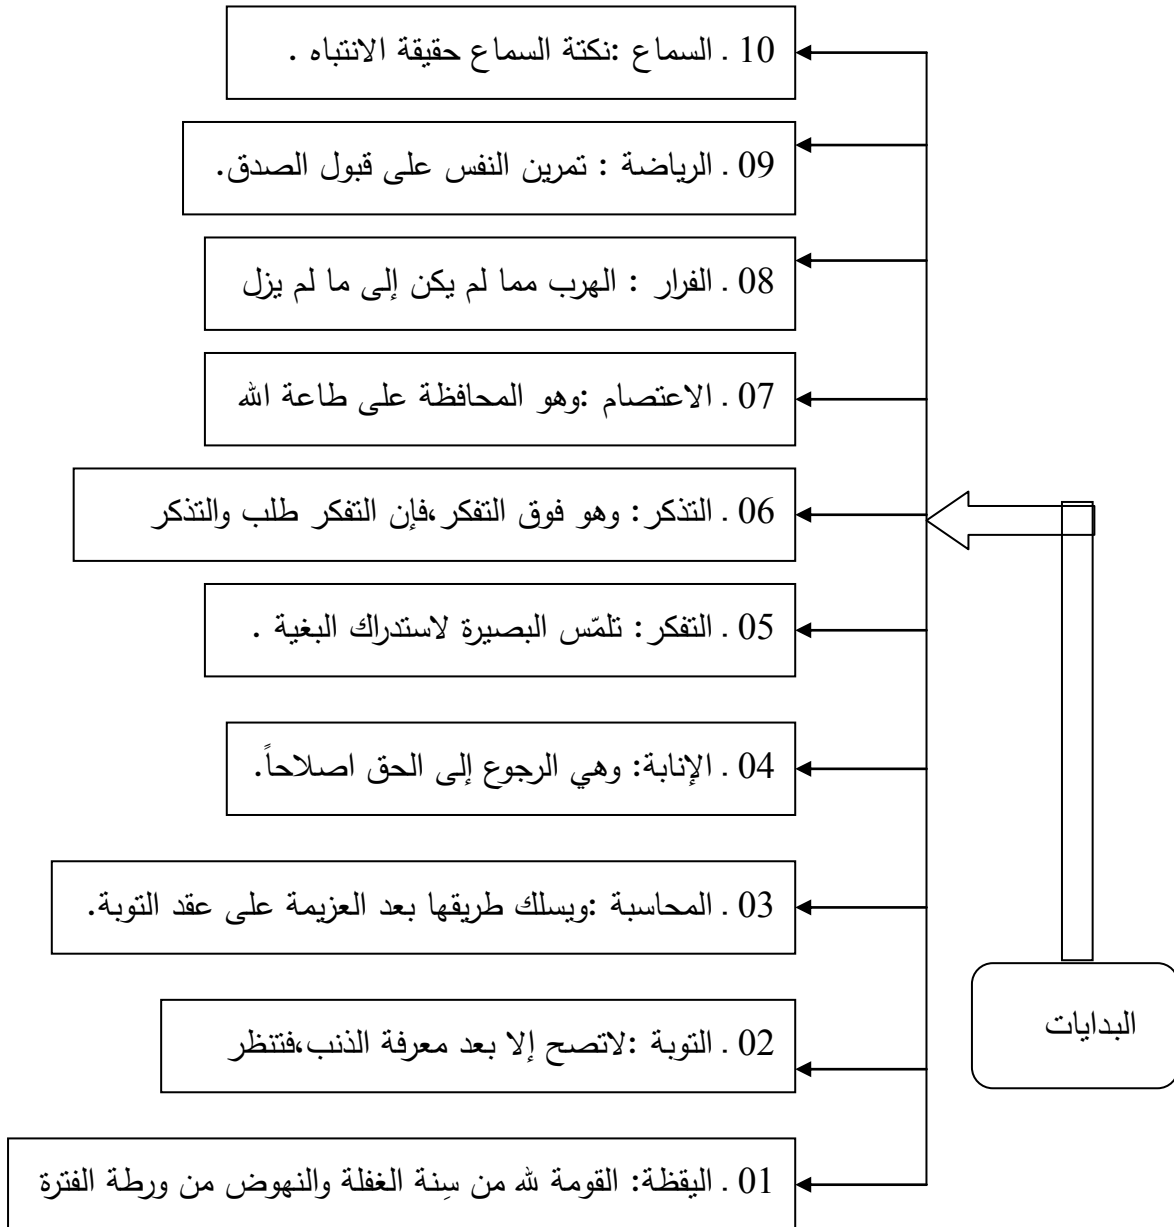 10 . السماع :نكتة السماع حقيقة الانتباه .
09 . الرياضة : تمرين النفس على قبول الصدق.
08 . الفرار : الهرب مما لم يكن إلى ما لم يزل
07 . الاعتصام :وهو المحافظة على طاعة الله
06 . التذكر: وهو فوق التفكر،فإن التفكر طلب والتذكر
05 . التفكر: تلمّس البصيرة لاستدراك البغية .
04 . الإنابة: وهي الرجوع إلى الحق اصلاحاً.
03 . المحاسبة :ويسلك طريقها بعد العزيمة على عقد التوبة.
البدايات
02 . التوبة :لاتصح إلا بعد معرفة الذنب،فتنظر
01 . اليقظة: القومة لله من سِنة الغفلة والنهوض من ورطة الفترة